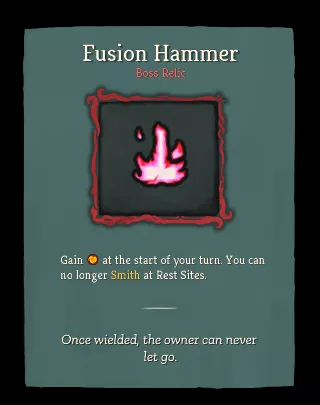 Fusion Hammer
Boss Relic
Gain at the start of your turn. You can
no longer Smith at Rest Sites.
Once wielded, the owner can never
let go.